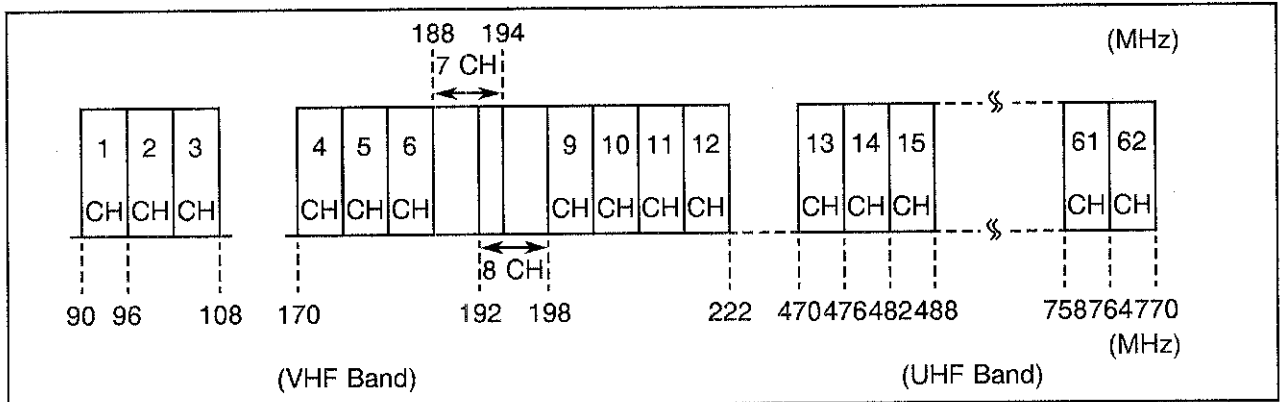 188 194 (MHz)
7 CH
1 2 3 4 5 6 9 10 11 12 13 14 15 61 62
CH CH CH CH CH CH CH CH CH CH CH CH CH CH CH
8 CH
90 96 108 170 192 198 222 470 476 482 488 758 764 770
(MHz)
(VHF Band) (UHF Band)